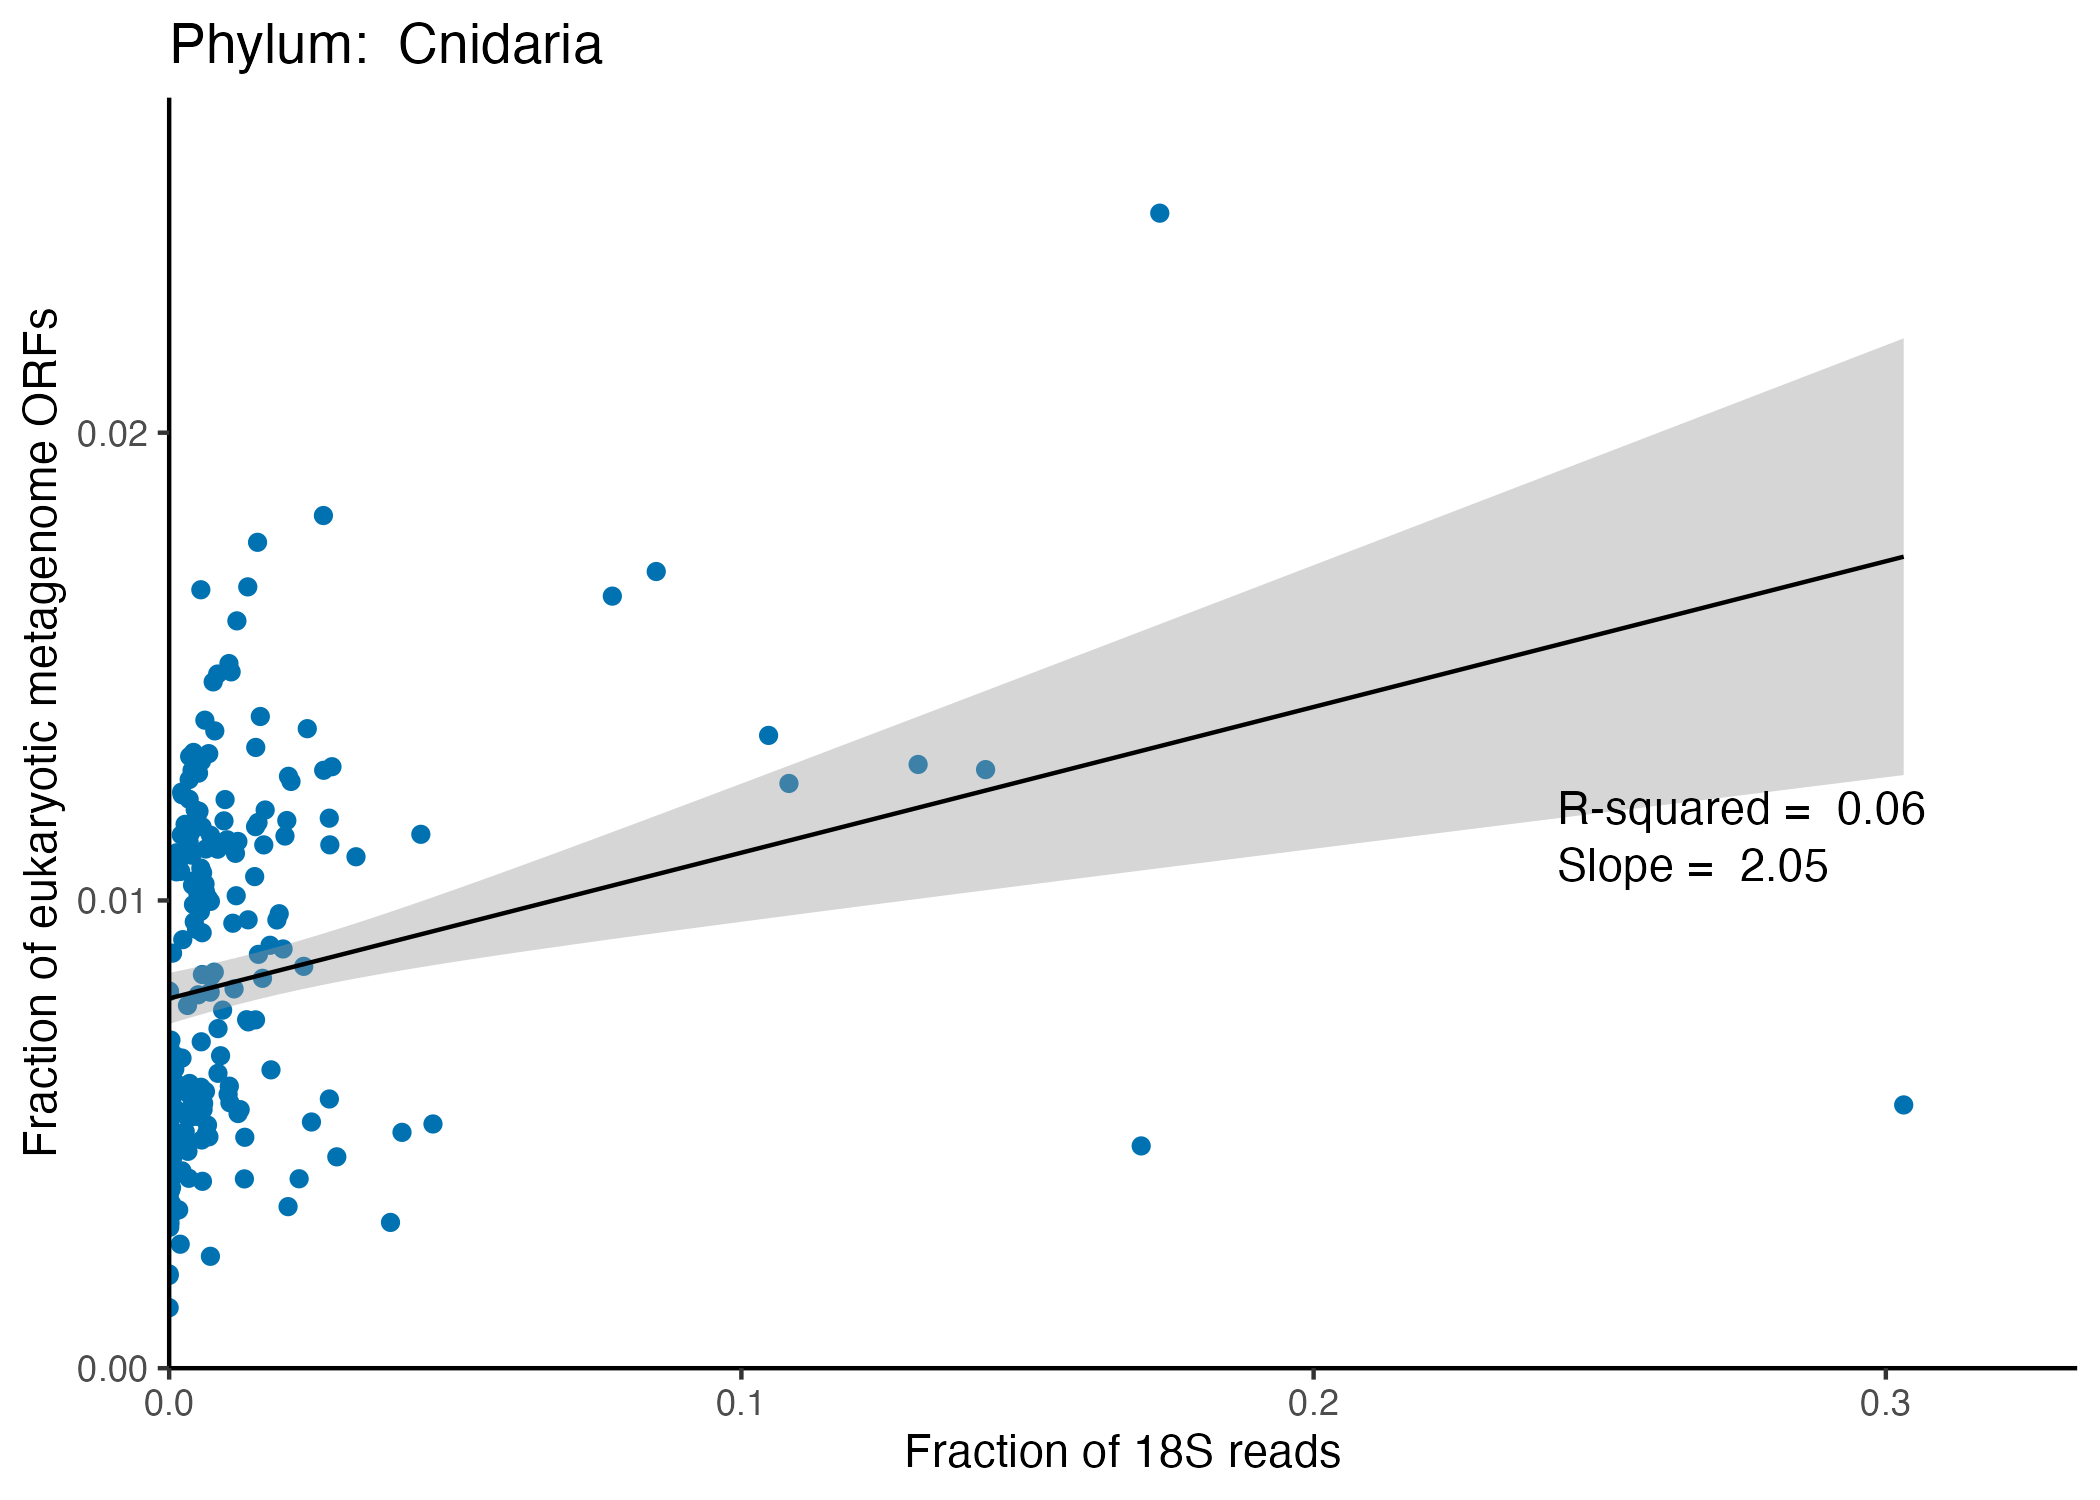 Phylum:  Cnidaria
Fraction of eukaryotic metagenome ORFs
0.02
0.01
0.00
R-squared =  0.06
Slope =  2.05
0.0
0.1
0.2
0.3
Fraction of 18S reads